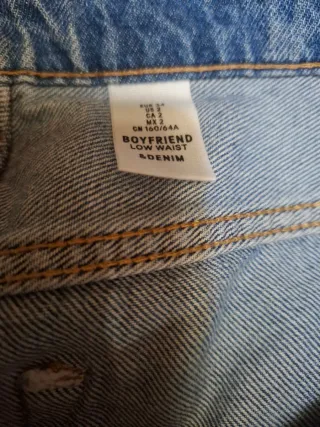 US 2
CA 2
MX 2
CN 160/64A
BOYFRIEND
LOW WAIST
&DENIM